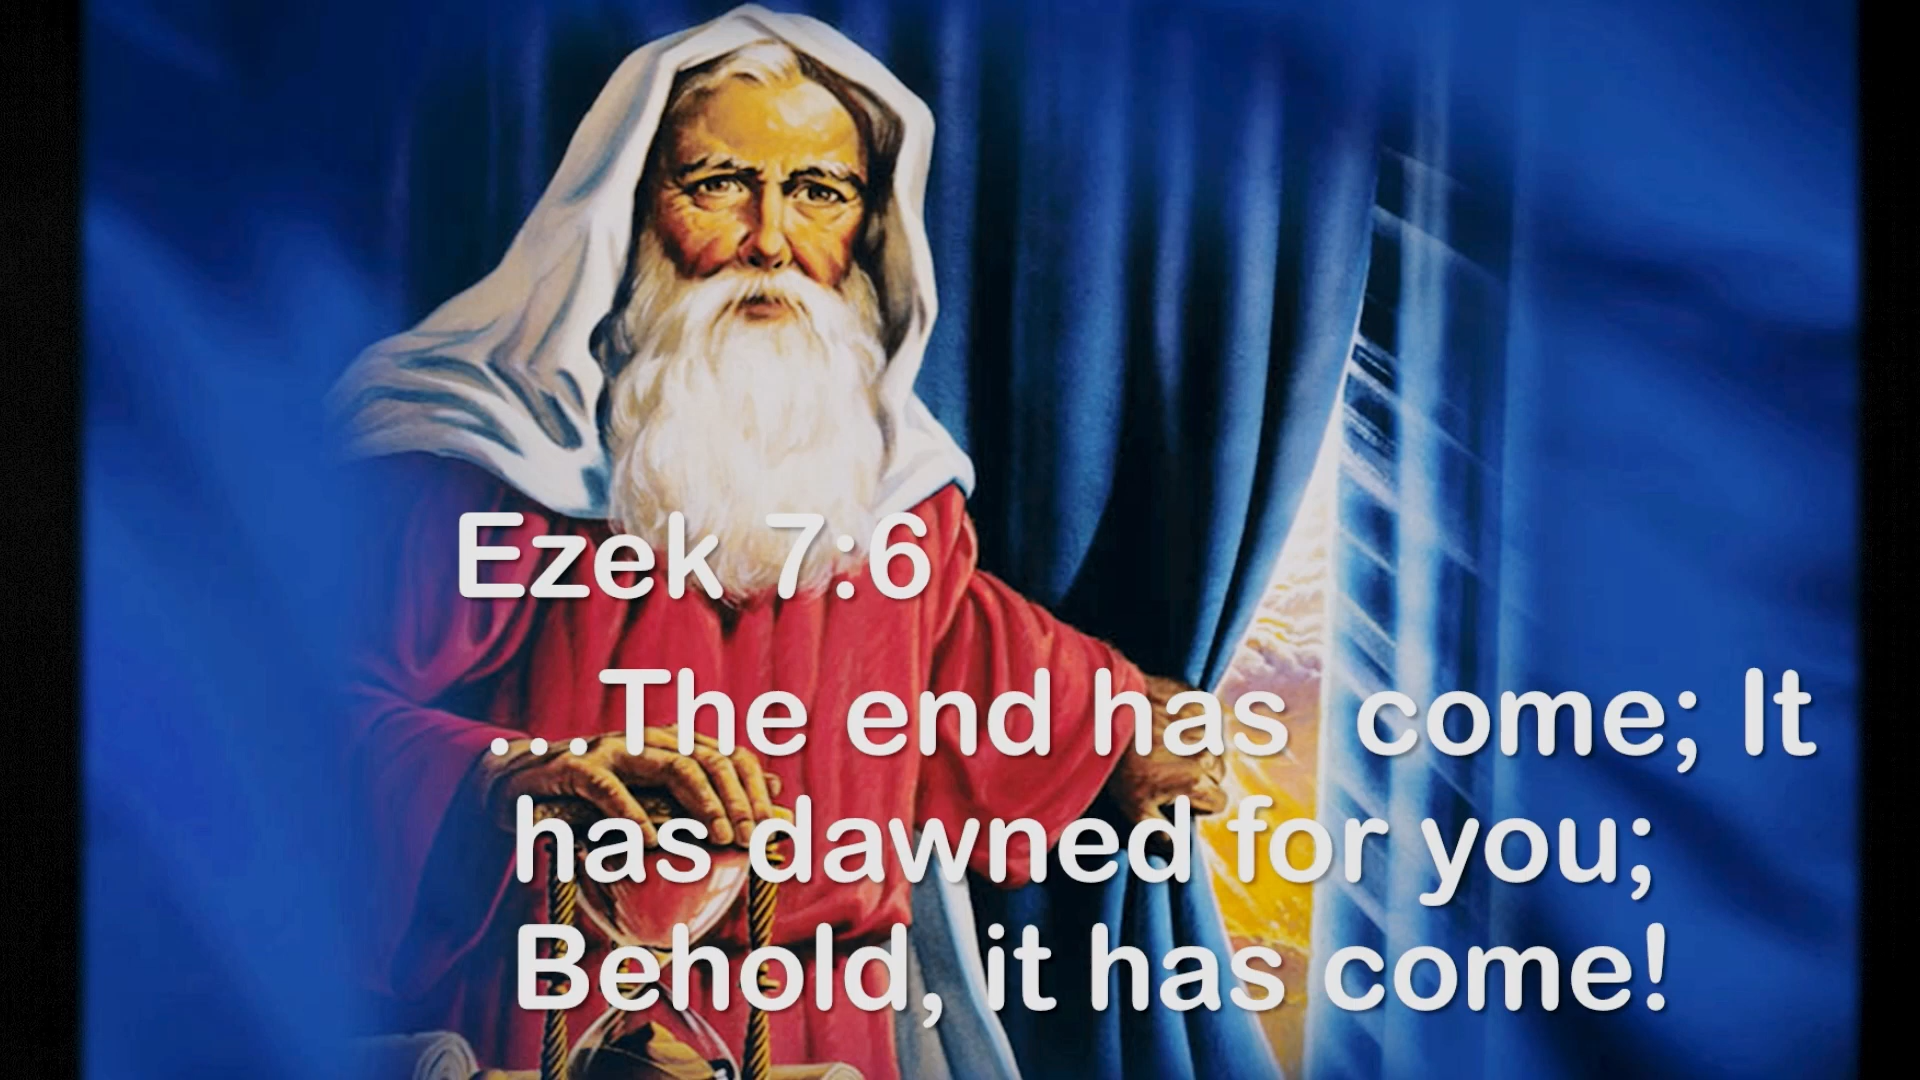 Ezek 7:6
...The end has come; It
has dawned for you;
Behold, it has come!